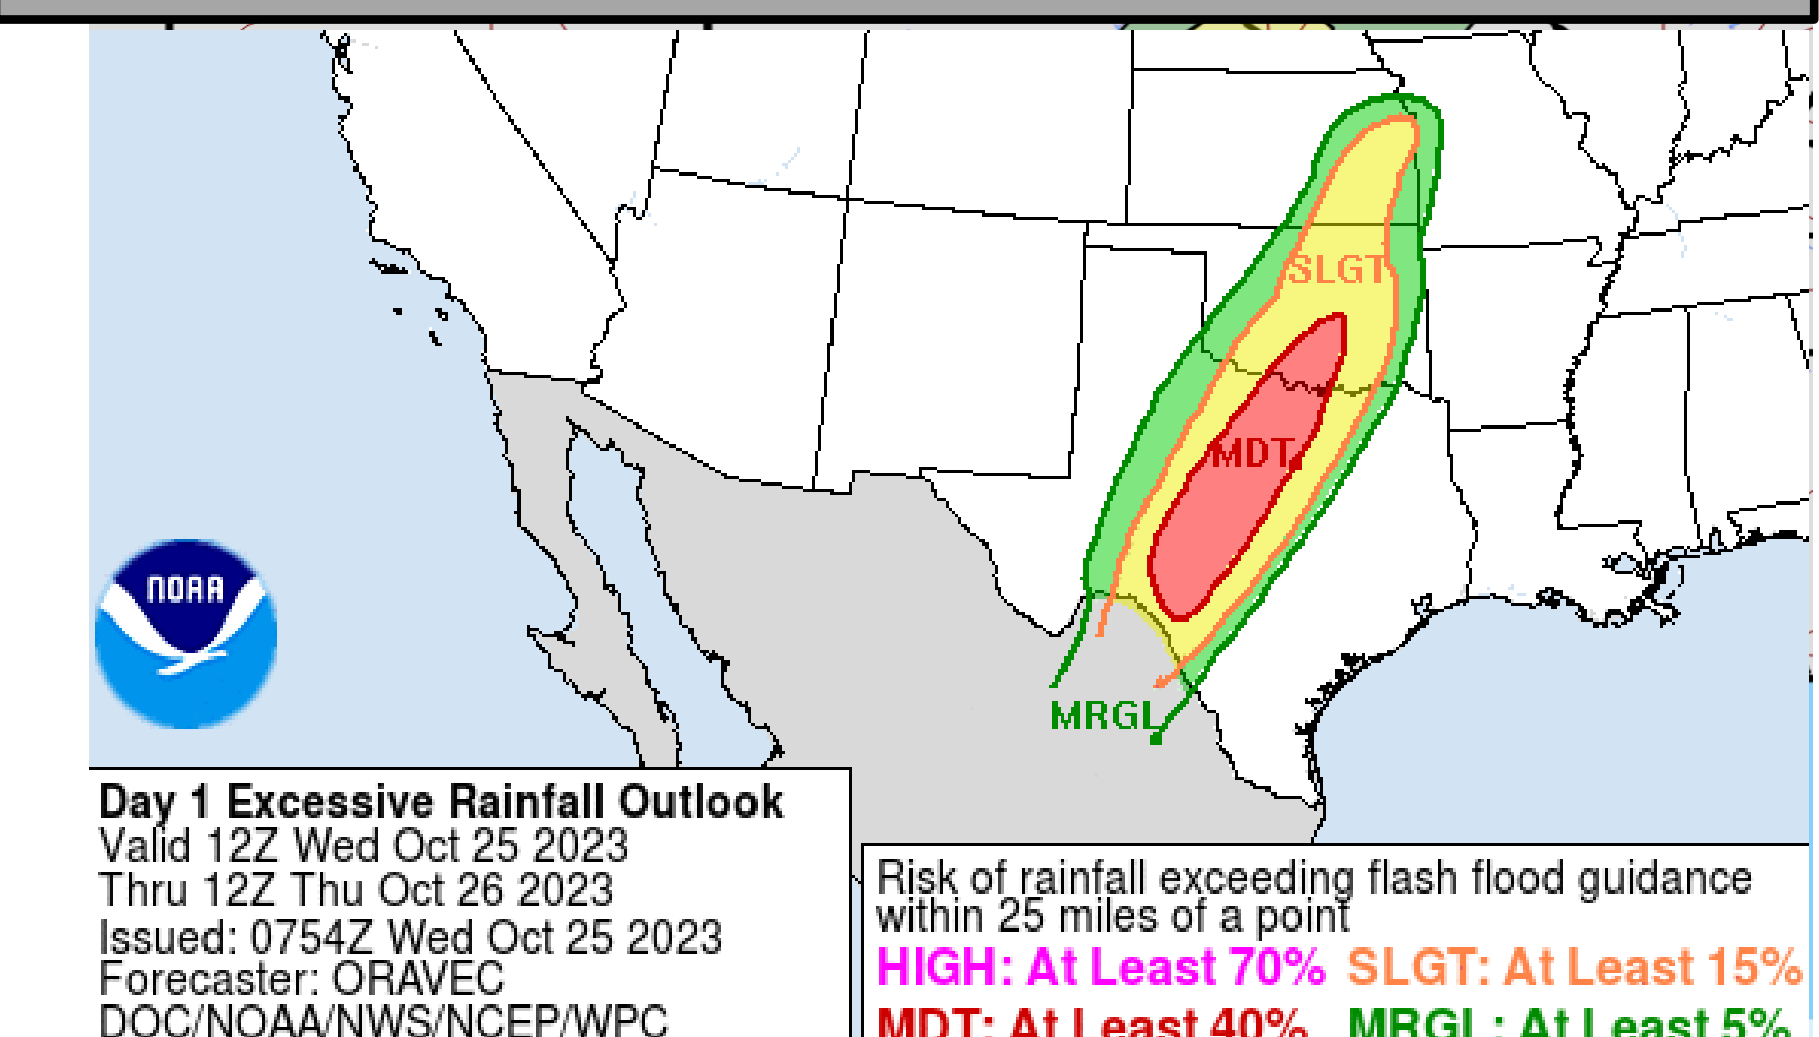 SLGT
MDT
NOAA
MRGL
Day 1 Excessive Rainfall Outlook
Valid 12Z Wed Oct 25 2023
Thru 12Z Thu Oct 26 2023
Issued: 0754Z Wed Oct 25 2023
Forecaster: ORAVEC
DOC/NOAA/NWS/NCEP/WPC
Risk of rainfall exceeding flash flood guidance
within 25 miles of a point
HIGH: At Least 70% SLGT: At Least 15%
MDT: At Least 40% MRGL: At Least 5%